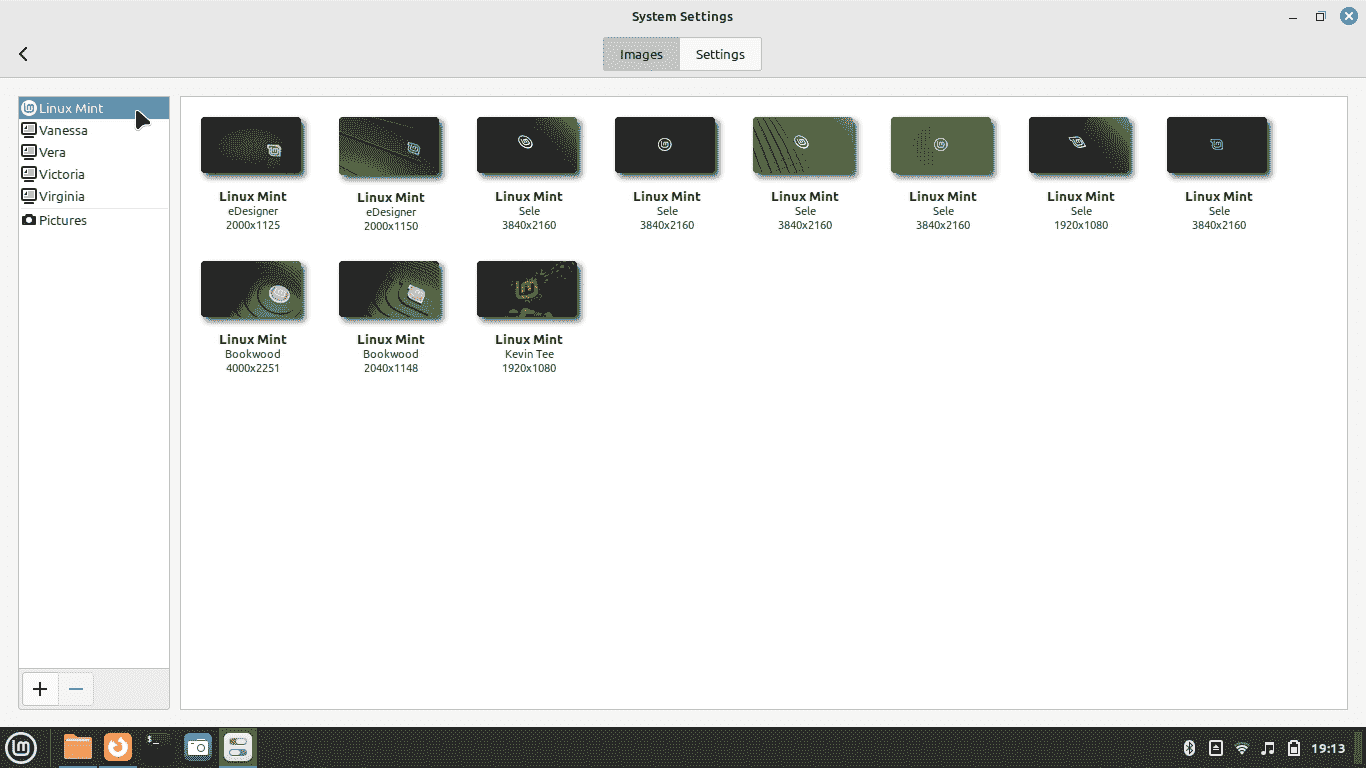 System Settings
Images
Settings
Linux Mint
Vanessa
Vera
Victoria
Virginia
Pictures
Linux Mint
eDesigner
2000x1125
Linux Mint
eDesigner
2000x1150
Linux Mint
Sele
3840x2160
Linux Mint
Sele
3840x2160
Linux Mint
Sele
3840x2160
Linux Mint
Sele
3840x2160
Linux Mint
Sele
1920x1080
Linux Mint
Sele
3840x2160
Linux Mint
Bookwood
4000x2251
Linux Mint
Bookwood
2040x1148
Linux Mint
Kevin Tee
1920x1080
19:13